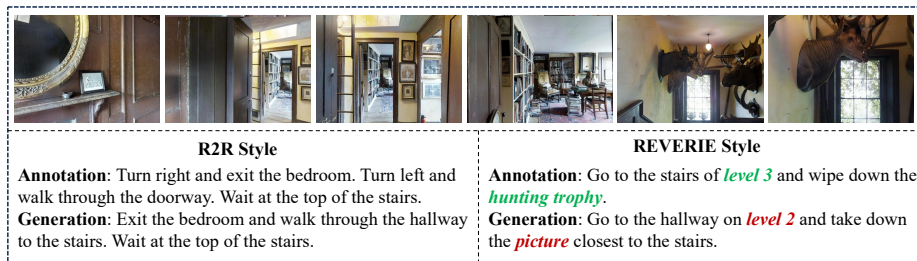 R2R Style
Annotation: Turn right and exit the bedroom. Turn left and
walk through the doorway. Wait at the top of the stairs.
Generation: Exit the bedroom and walk through the hallway
to the stairs. Wait at the top of the stairs.
REVERIE Style
Annotation: Go to the stairs of level 3 and wipe down the
hunting trophy.
Generation: Go to the hallway on level 2 and take down
the picture closest to the stairs.